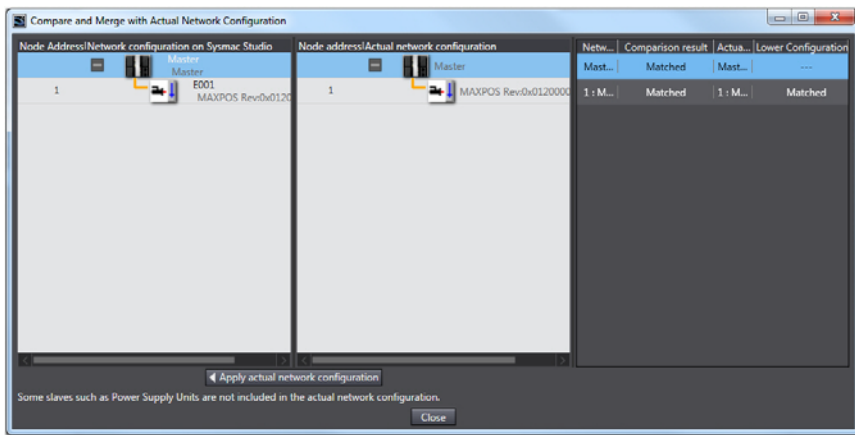 Compare and Merge with Actual Network Configuration
Node Address|Network configuration on Sysmac Studio
Master
Master
1
E001
MAXPOS Rev:0x0120
Node address|Actual network configuration
Master
1
MAXPOS Rev:0x0120000
Netw... Comparison result Actua... Lower Configuration
Mast... Matched Mast... ---
1 : M... Matched 1 : M... Matched
Apply actual network configuration
Some slaves such as Power Supply Units are not included in the actual network configuration.
Close